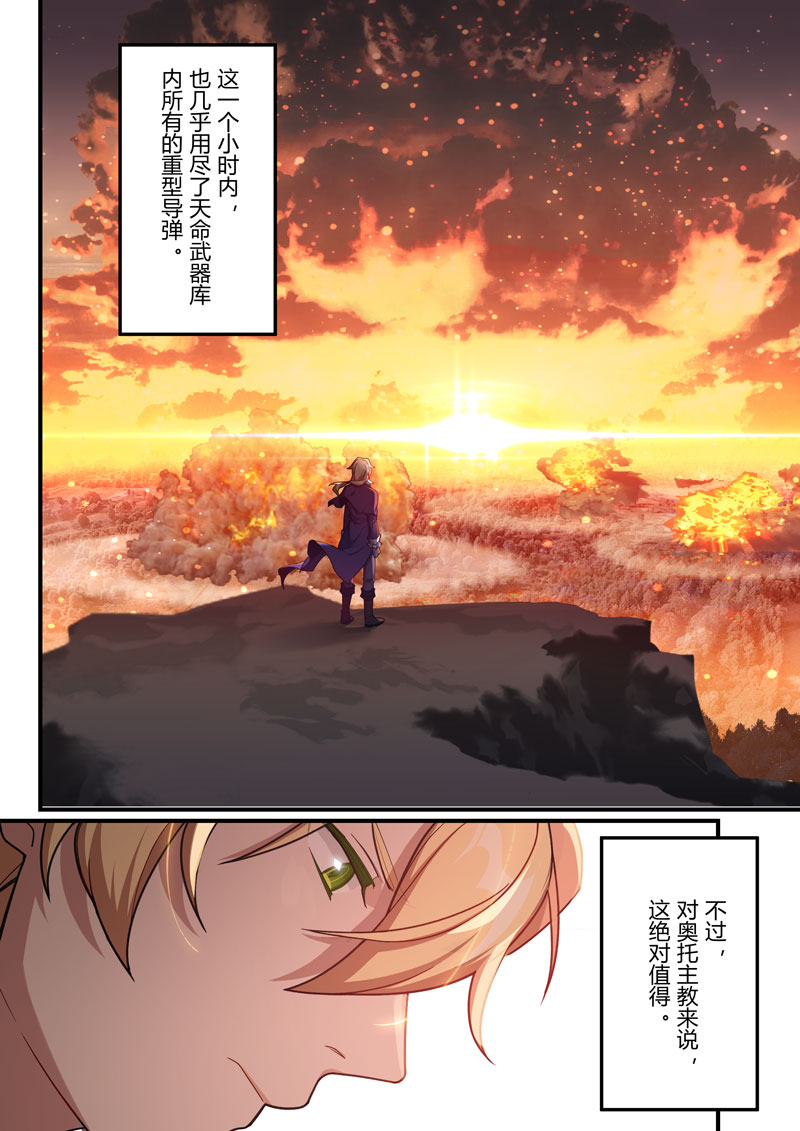 这一个小时内，
也几乎用尽了天命武器库
内所有的重型导弹。
不过，
对奥托主教来说，
这绝对值得。